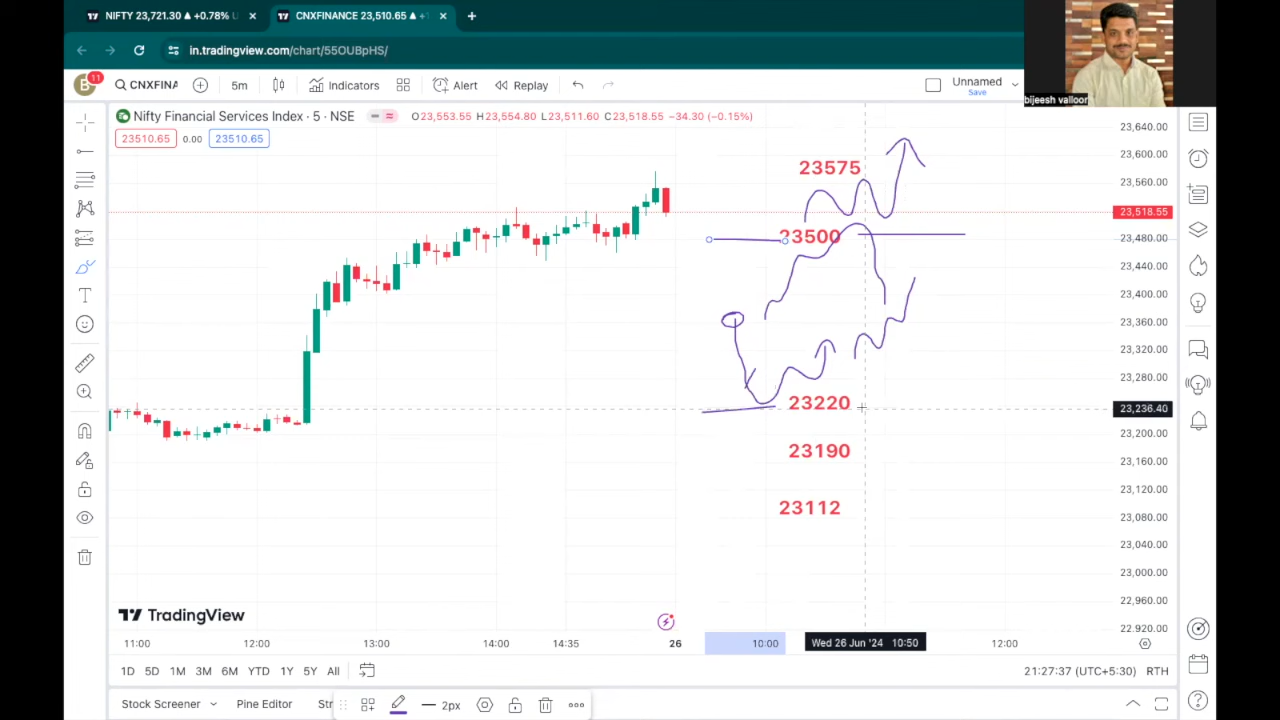 NIFTY 23,721.30 ▲ +0.78% U
CNXFINANCE 23,510.65 ▲ +
in.tradingview.com/chart/55OUBpHS/
B 11 CNXFINA 5m Indicators Alert Replay Unnamed
Save
bijeesh valloor
Nifty Financial Services Index · 5 · NSE O23,553.55 H23,554.80 L23,511.60 C23,518.55 −34.30 (−0.15%)
23510.65 0.00 23510.65
23,640.00
23575
23,600.00
23,560.00
23,518.55
23500
23,480.00
23,440.00
23,400.00
23,360.00
23,320.00
23,280.00
23220
23,236.40
23,200.00
23190
23,160.00
23,120.00
23112
23,080.00
23,040.00
23,000.00
22,960.00
22,920.00
TradingView
11:00 12:00 13:00 14:00 14:35 26 10:00 Wed 26 Jun '24 10:50 12:00
1D 5D 1M 3M 6M YTD 1Y 5Y All 21:27:37 (UTC+5:30) RTH
Stock Screener Pine Editor Str 2px